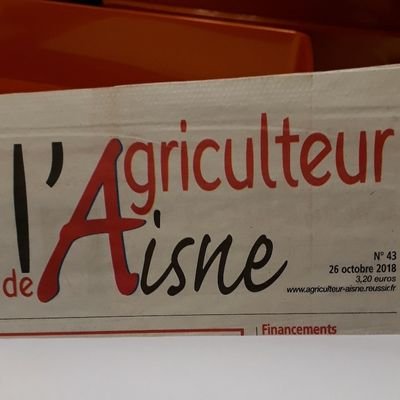 l'Agriculteur
de Aisne
N° 43
26 octobre 2018
3,20 euros
www.agriculteur-aisne.reussir.fr
Financements